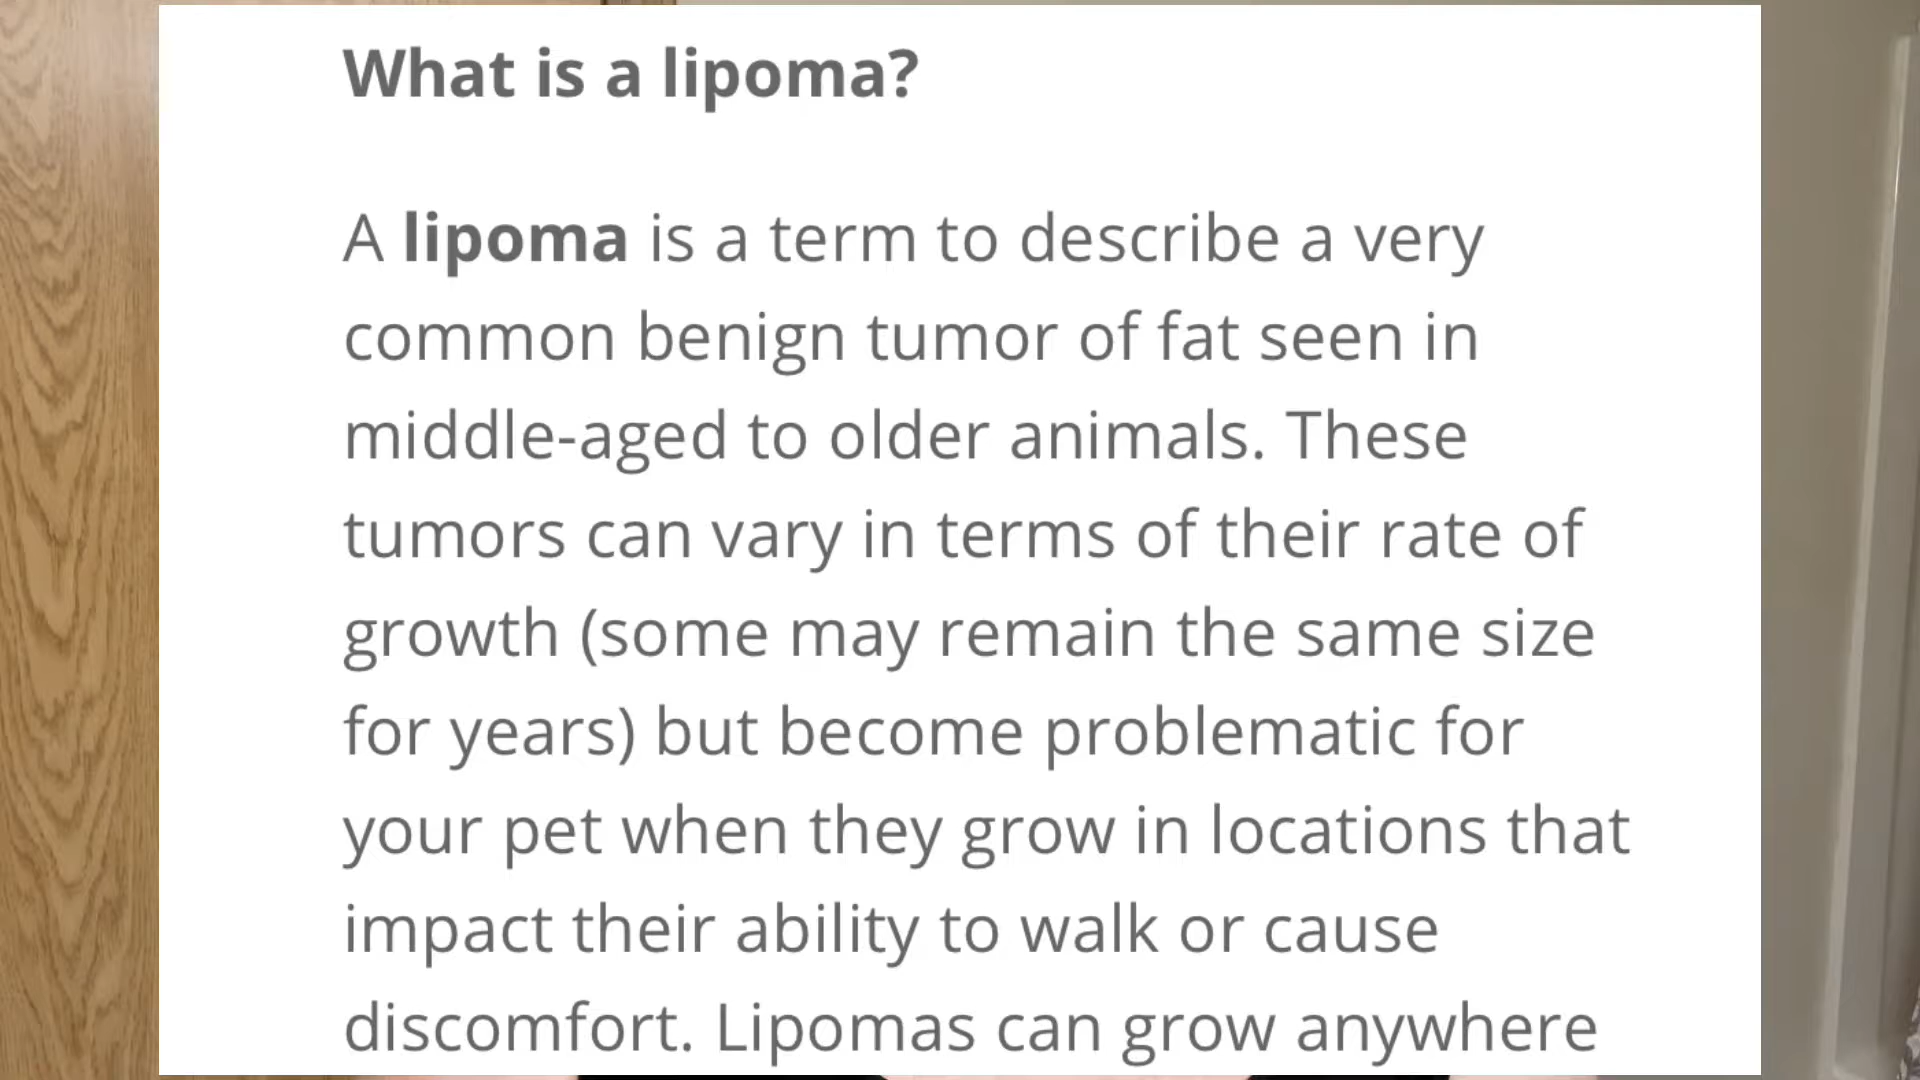 What is a lipoma?
A lipoma is a term to describe a very
common benign tumor of fat seen in
middle-aged to older animals. These
tumors can vary in terms of their rate of
growth (some may remain the same size
for years) but become problematic for
your pet when they grow in locations that
impact their ability to walk or cause
discomfort. Lipomas can grow anywhere